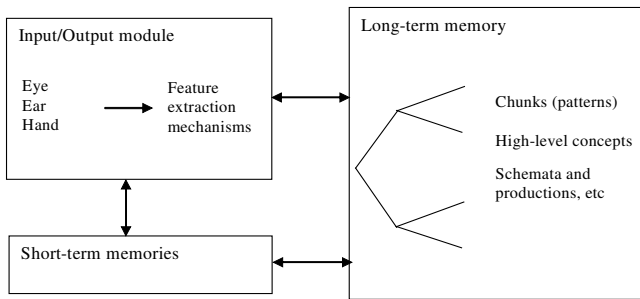 Input/Output module
Eye
Ear
Hand
Feature
extraction
mechanisms
Short-term memories
Long-term memory
Chunks (patterns)
High-level concepts
Schemata and
productions, etc